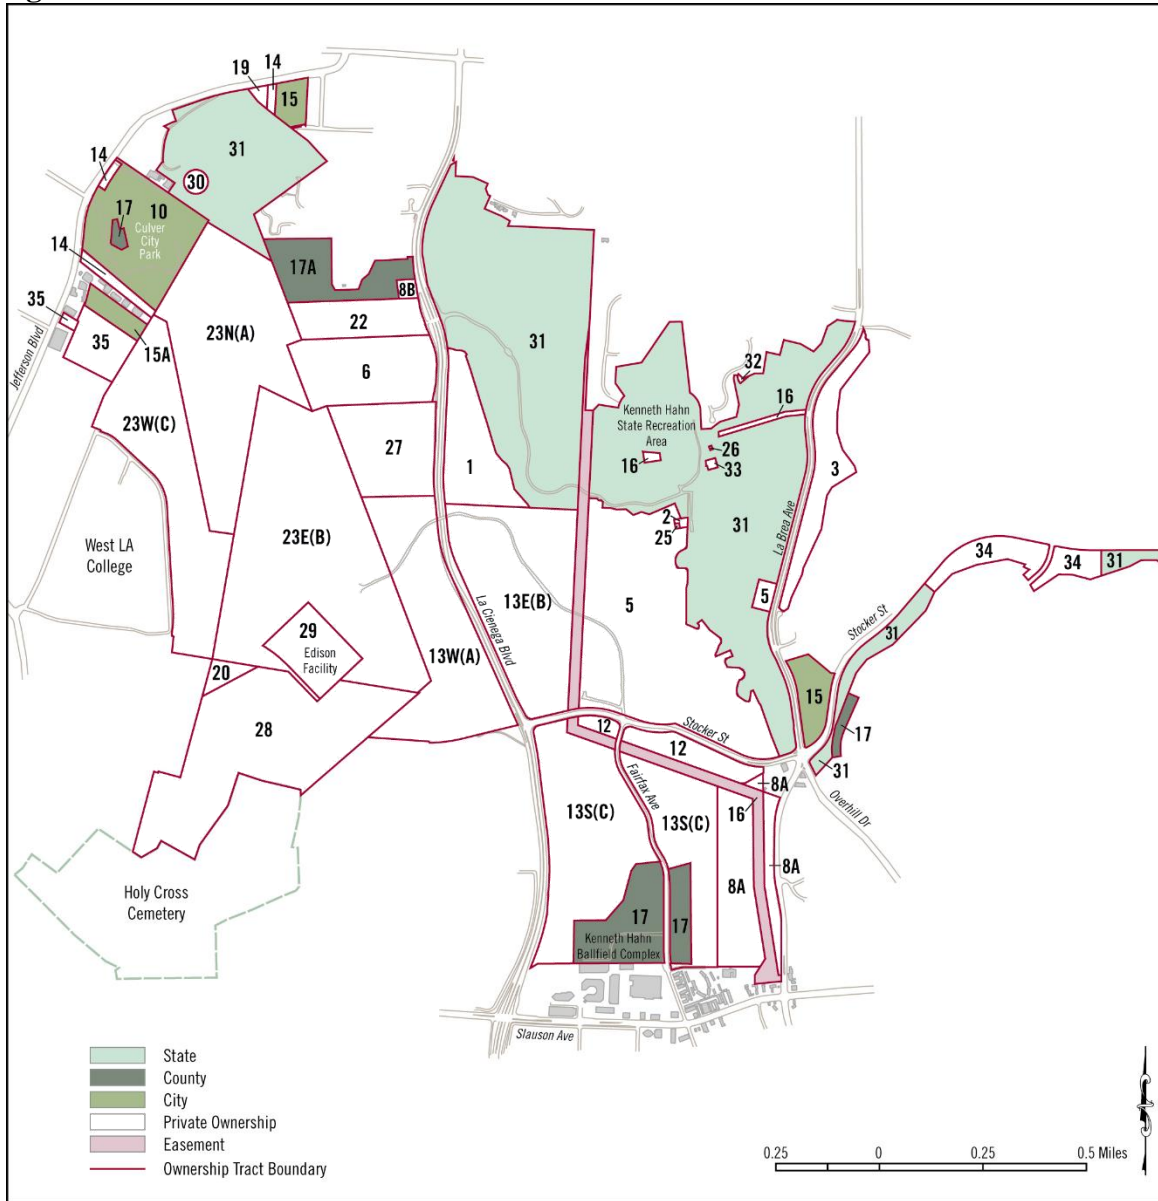 19
14
15
31
14
30
17
10
Culver
City
Park
14
17A
8B
35
23N(A)
22
31
35
15A
6
32
Jefferson Blvd
16
23W(C)
Kenneth Hahn
State Recreation
Area
27
1
16
26
33
3
2
25
31
La Brea Ave
West LA
College
23E(B)
34
34
31
5
13E(B)
5
Stocker St
31
La Cienega Blvd
29
Edison
Facility
13W(A)
20
15
28
12
Stocker St
12
17
31
8A
Fairfax Ave
16
Overhill Dr
13S(C)
13S(C)
8A
8A
Holy Cross
Cemetery
17
17
Kenneth Hahn
Ballfield Complex
Slauson Ave
State
County
City
Private Ownership
Easement
Ownership Tract Boundary
0.25
0
0.25
0.5 Miles